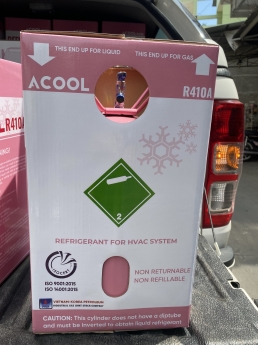 THIS END UP FOR LIQUID
THIS END UP FOR GAS
ACOOL
R410A
R410A
2
REFRIGERANT FOR HVAC SYSTEM
ISO 9001:2015
ISO 14001:2015
NON RETURNABLE
NON REFILLABLE
CAUTION: This cylinder does not have a diptube
and must be inverted to obtain liquid refrigerant